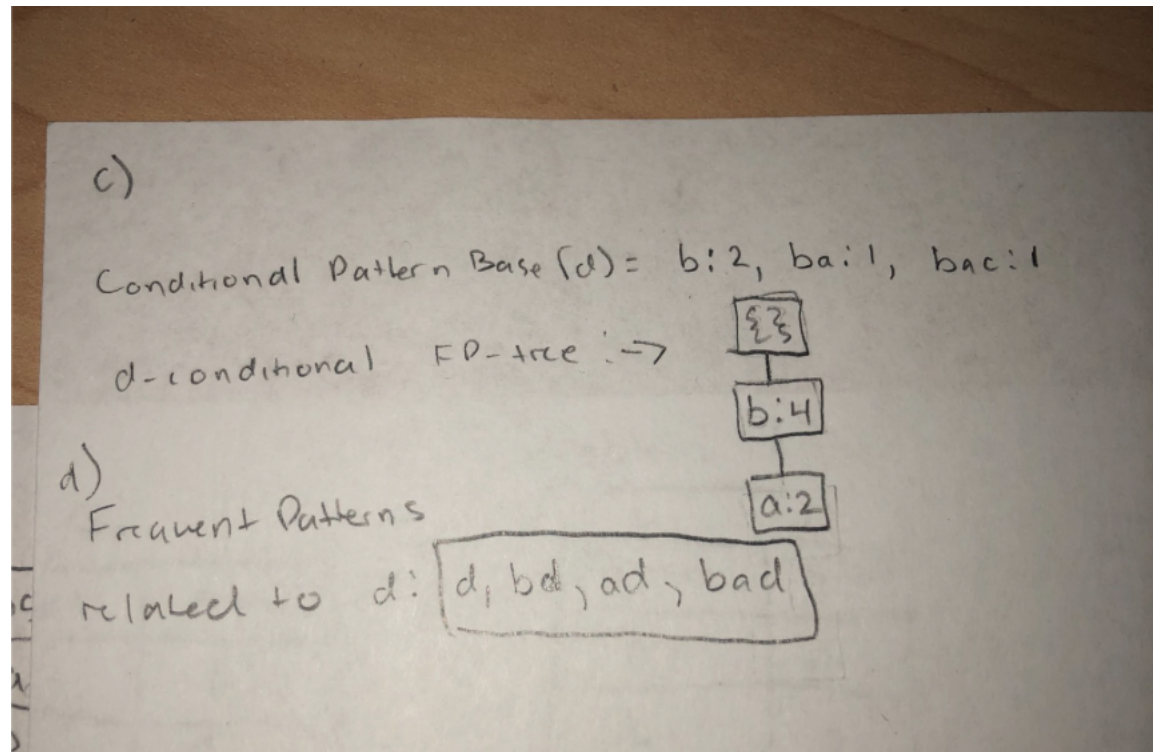 c)
Conditional Pattern Base (d) = b:2, ba:1, bac:1
d-conditional FP-tree :->
{}
b:4
a:2
d)
Frequent Patterns
related to d: d, bd, ad, bad